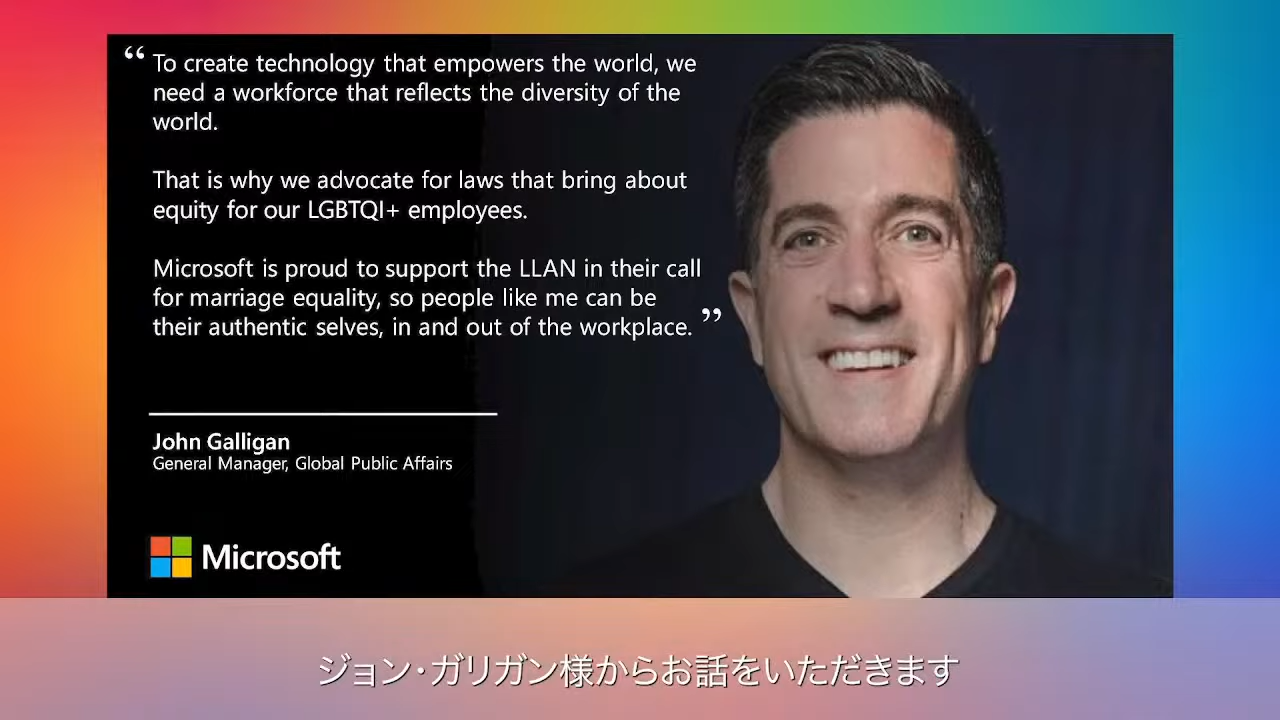 “ To create technology that empowers the world, we
need a workforce that reflects the diversity of the
world.
That is why we advocate for laws that bring about
equity for our LGBTQI+ employees.
Microsoft is proud to support the LLAN in their call
for marriage equality, so people like me can be
their authentic selves, in and out of the workplace. ”
John Galligan
General Manager, Global Public Affairs
Microsoft
ジョン・ガリガン様からお話をいただきます